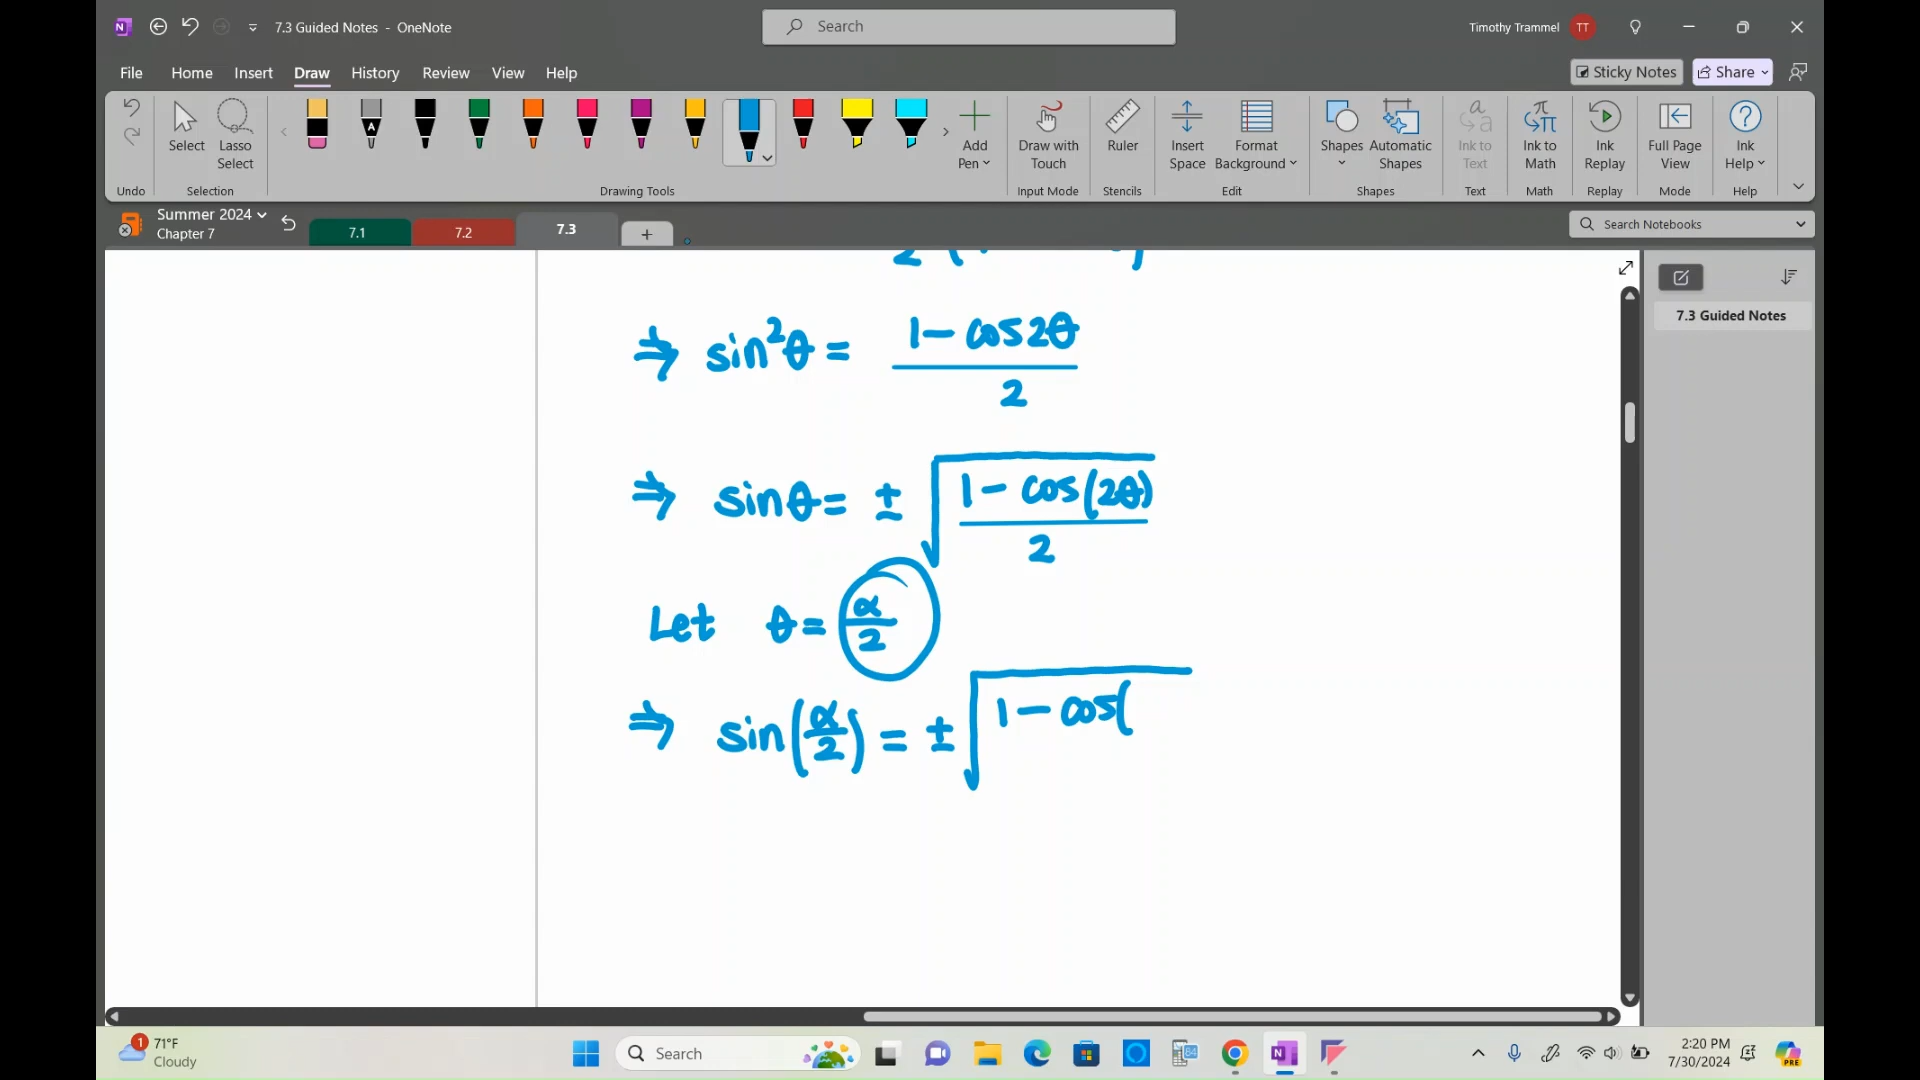 7.3 Guided Notes - OneNote
Search
Timothy Trammel TT
File Home Insert Draw History Review View Help
Sticky Notes Share
Select
Lasso Select
Add Pen
Draw with Touch
Ruler
Insert Space
Format Background
Shapes
Automatic Shapes
Ink to Text
Ink to Math
Ink Replay
Full Page View
Ink Help
Undo Selection Drawing Tools Input Mode Stencils Edit Shapes Text Math Replay Mode Help
Summer 2024
Chapter 7
7.1 7.2 7.3 +
Search Notebooks
7.3 Guided Notes
⇒ sin²θ = (1 - cos2θ)/2
⇒ sinθ = ± √((1 - cos(2θ))/2)
Let θ = α/2
⇒ sin(α/2) = ± √(1 - cos(
1
71°F
Cloudy
Search
84
2:20 PM
7/30/2024
PRE